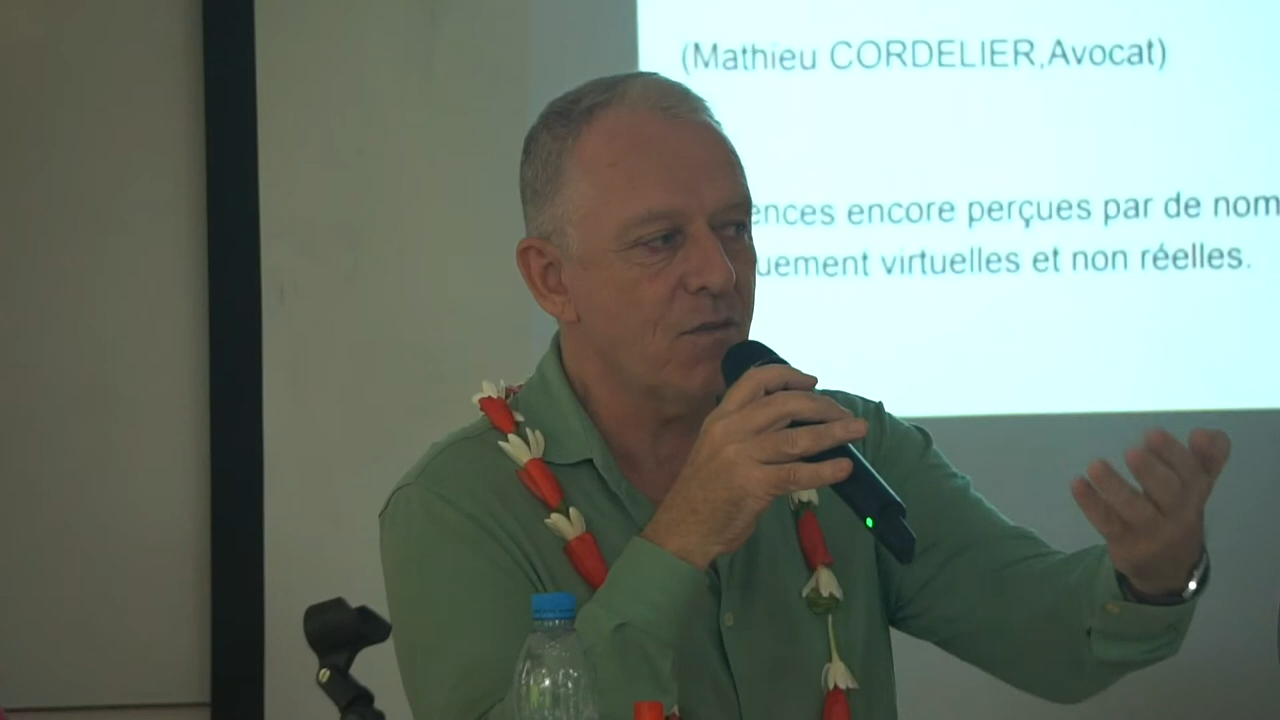 (Mathieu CORDELIER,Avocat)
ences encore perçues par de nom
uement virtuelles et non réelles.